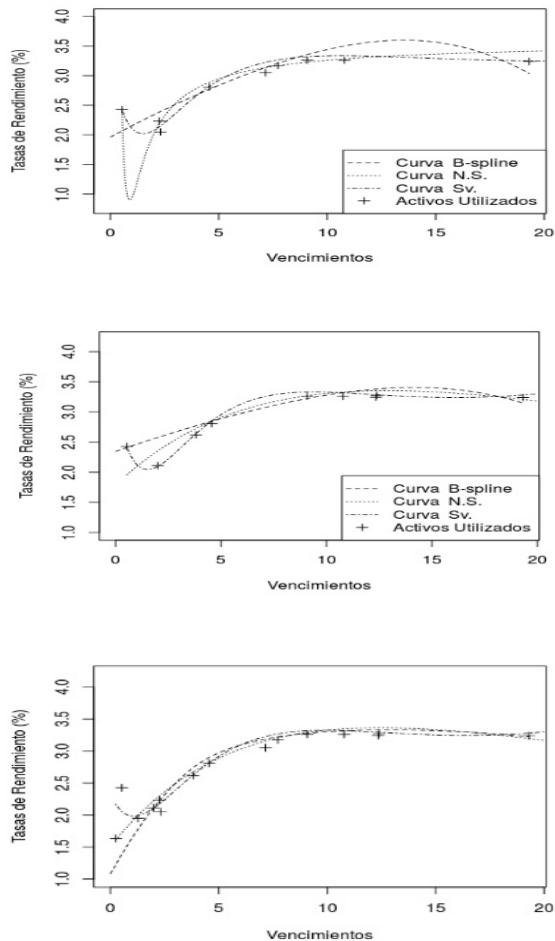 Tasas de Rendimiento (%)
4.0
3.5
3.0
2.5
2.0
1.5
1.0
Curva B-spline
Curva N.S.
Curva Sv.
Activos Utilizados
0 5 10 15 20
Vencimientos
Tasas de Rendimiento (%)
4.0
3.5
3.0
2.5
2.0
1.5
1.0
Curva B-spline
Curva N.S.
Curva Sv.
Activos Utilizados
0 5 10 15 20
Vencimientos
Tasas de Rendimiento (%)
4.0
3.5
3.0
2.5
2.0
1.5
1.0
0 5 10 15 20
Vencimientos